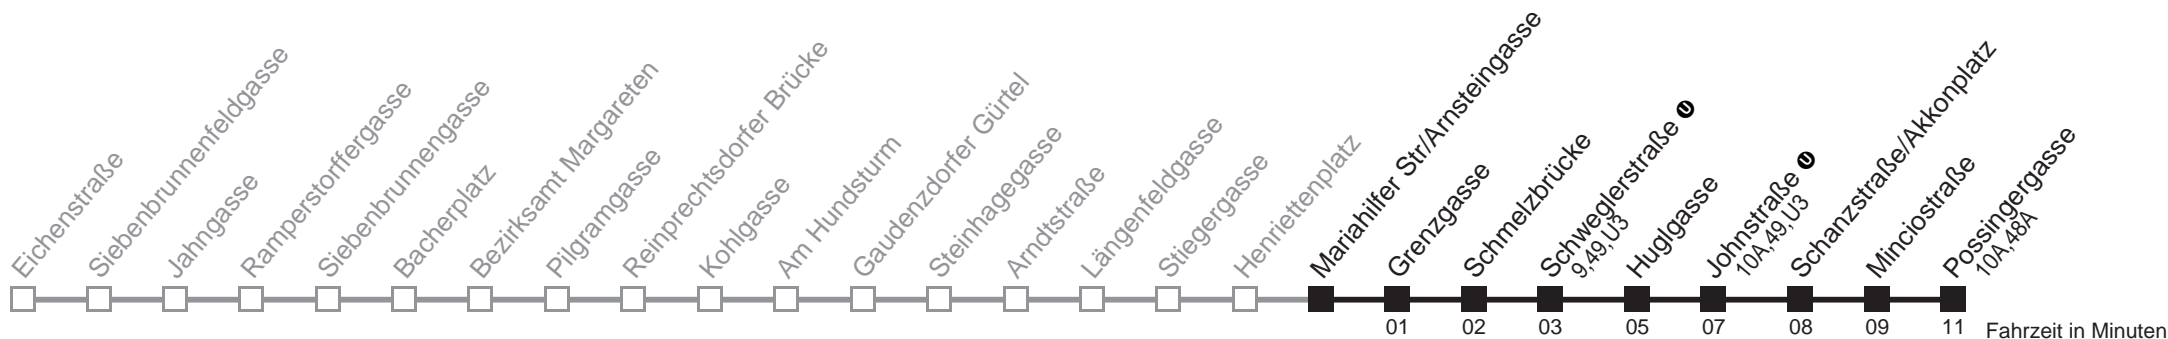 Eichenstraße
Siebenbrunnenfeldgasse
Jahngasse
Ramperstorffergasse
Siebenbrunnengasse
Bacherplatz
Bezirksamt Margareten
Pilgramgasse
Reinprechtsdorfer Brücke
Kohlgasse
Am Hundsturm
Gaudenzdorfer Gürtel
Steinhagegasse
Arndtstraße
Längenfeldgasse
Stiegergasse
Henriettenplatz
Mariahilfer Str/Arnsteingasse
Grenzgasse
Schmelzbrücke
Schweglerstraße U
9,49,U3
Huglgasse
Johnstraße U
10A,49,U3
Schanzstraße/Akkonplatz
Minciostraße
Possingergasse
10A,48A
01 02 03 05 07 08 09 11 Fahrzeit in Minuten